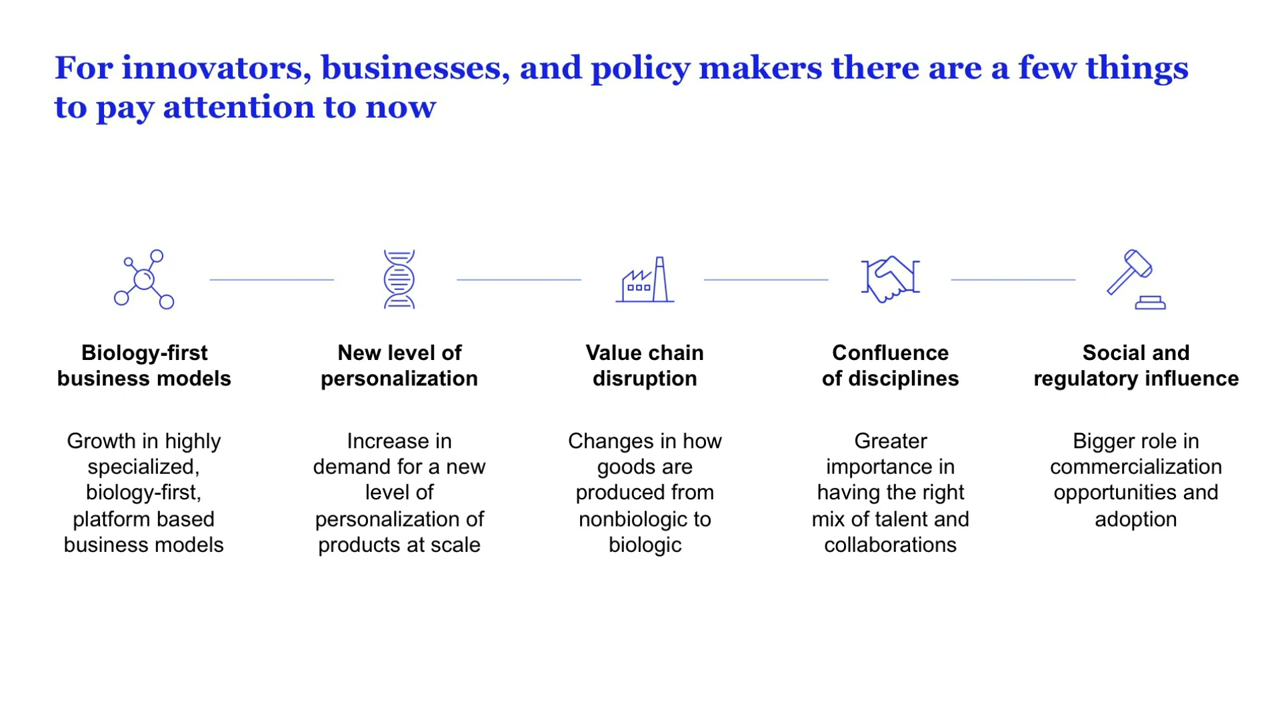 For innovators, businesses, and policy makers there are a few things
to pay attention to now
Biology-first
business models
Growth in highly
specialized,
biology-first,
platform based
business models
New level of
personalization
Increase in
demand for a new
level of
personalization of
products at scale
Value chain
disruption
Changes in how
goods are
produced from
nonbiologic to
biologic
Confluence
of disciplines
Greater
importance in
having the right
mix of talent and
collaborations
Social and
regulatory influence
Bigger role in
commercialization
opportunities and
adoption